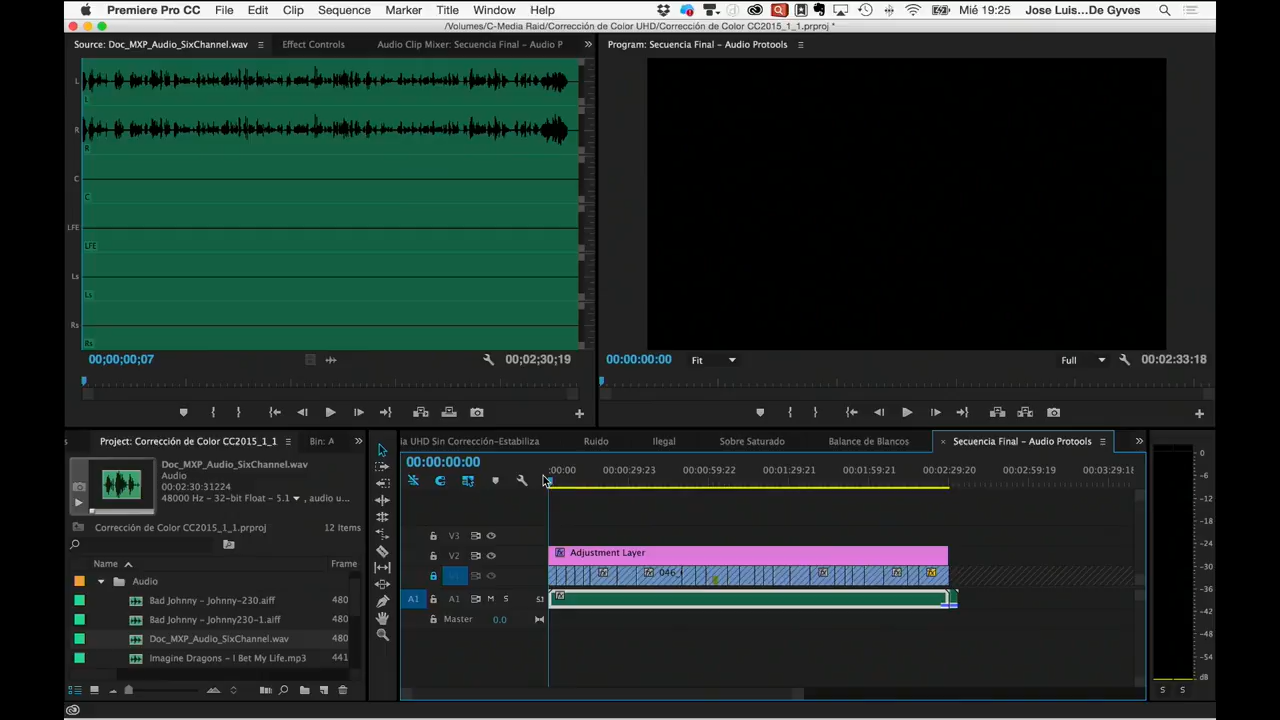 Premiere Pro CC File Edit Clip Sequence Marker Title Window Help Mié 19:25 Jose Luis...De Gyves
/Volumes/C-Media Raid/Corrección de Color UHD/Corrección de Color CC2015_1_1.prproj *
Source: Doc_MXP_Audio_SixChannel.wav Effect Controls Audio Clip Mixer: Secuencia Final - Audio P
Program: Secuencia Final - Audio Protools
L
L
R
R
C
C
LFE
LFE
Ls
Ls
Rs
Rs
00;00;00;07 00;02;30;19
00:00:00:00 Fit Full 00:02:33:18
Project: Corrección de Color CC2015_1_1 Bin: A
Doc_MXP_Audio_SixChannel.wav
Audio
00:02:30:31224
48000 Hz - 32-bit Float - 5.1 , audio u...
Corrección de Color CC2015_1_1.prproj 12 Items
Name Frame
Audio
Bad Johnny - Johnny-230.aiff 480
Bad Johnny - Johnny230-1.aiff 480
Doc_MXP_Audio_SixChannel.wav 480
Imagine Dragons - I Bet My Life.mp3 441
ia UHD Sin Corrección-Estabiliza Ruido Ilegal Sobre Saturado Balance de Blancos Secuencia Final - Audio Protools
00:00:00:00
:00:00 00:00:29:23 00:00:59:22 00:01:29:21 00:01:59:21 00:02:29:20 00:02:59:19 00:03:29:18
V3
V2 Adjustment Layer
046_
A1 A1 M S 5.1
Master 0.0
0
-6
-12
-18
-24
-30
-36
-42
-48
-54
S S